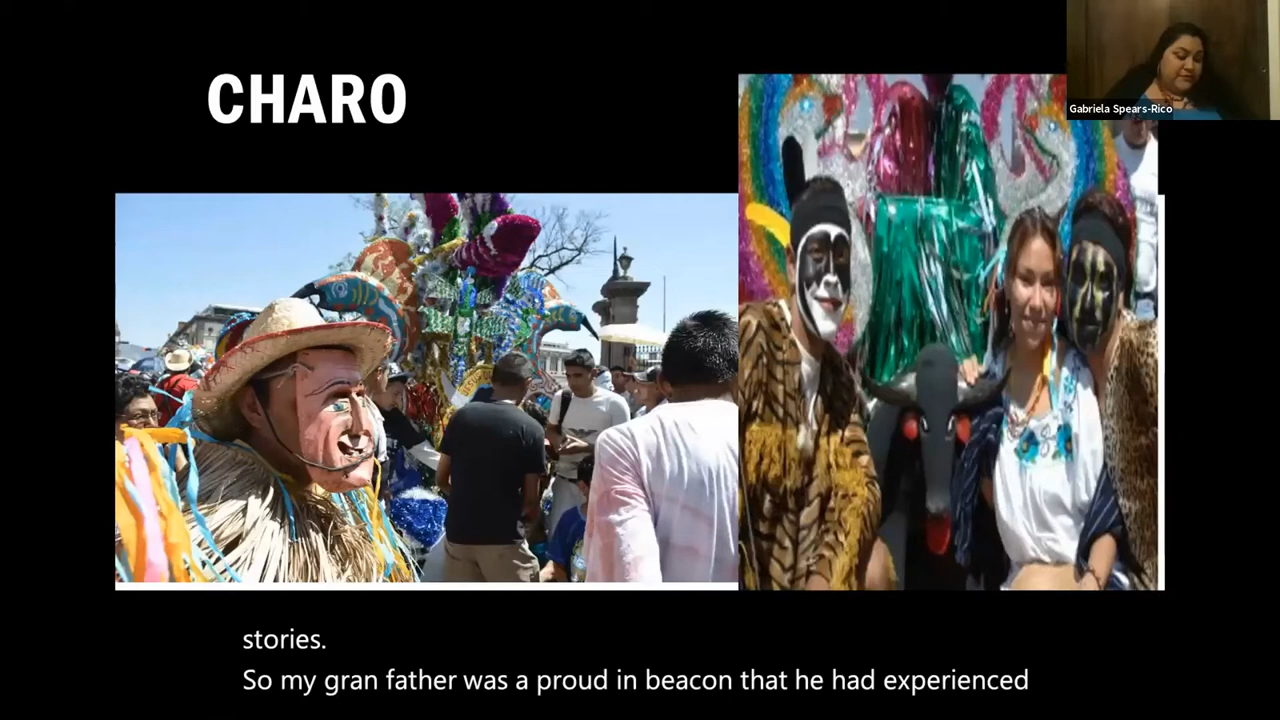 CHARO
Gabriela Spears-Rico
stories.
So my gran father was a proud in beacon that he had experienced